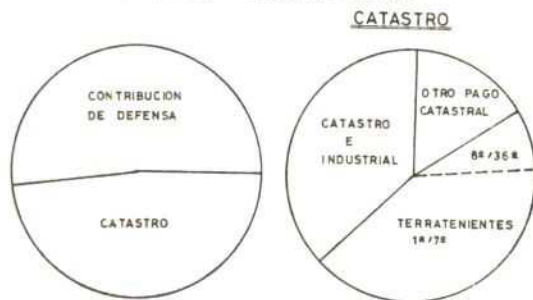 CATASTRO
CONTRIBUCION
DE DEFENSA
CATASTRO
CATASTRO
E
INDUSTRIAL
OTRO PAGO
CATASTRAL
8ª/36ª
TERRATENIENTES
1ª/7ª